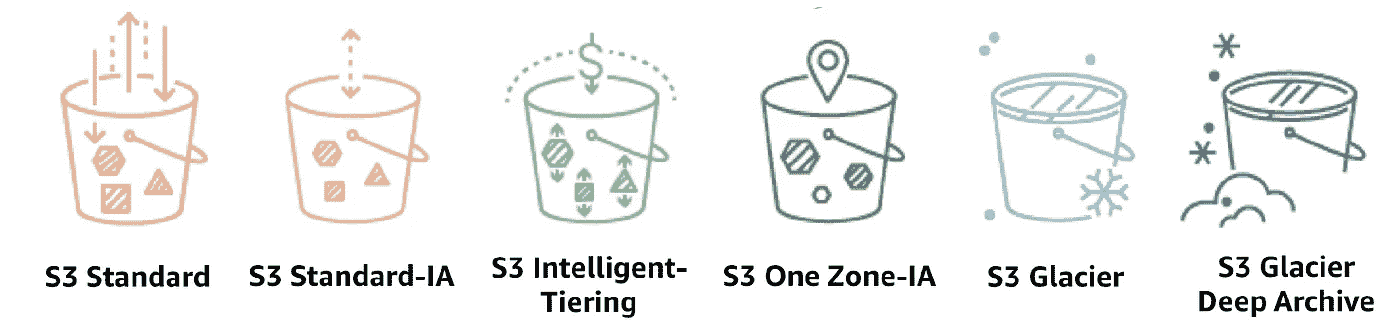 $
S3 Standard
S3 Standard-IA
S3 Intelligent-
Tiering
S3 One Zone-IA
S3 Glacier
S3 Glacier
Deep Archive